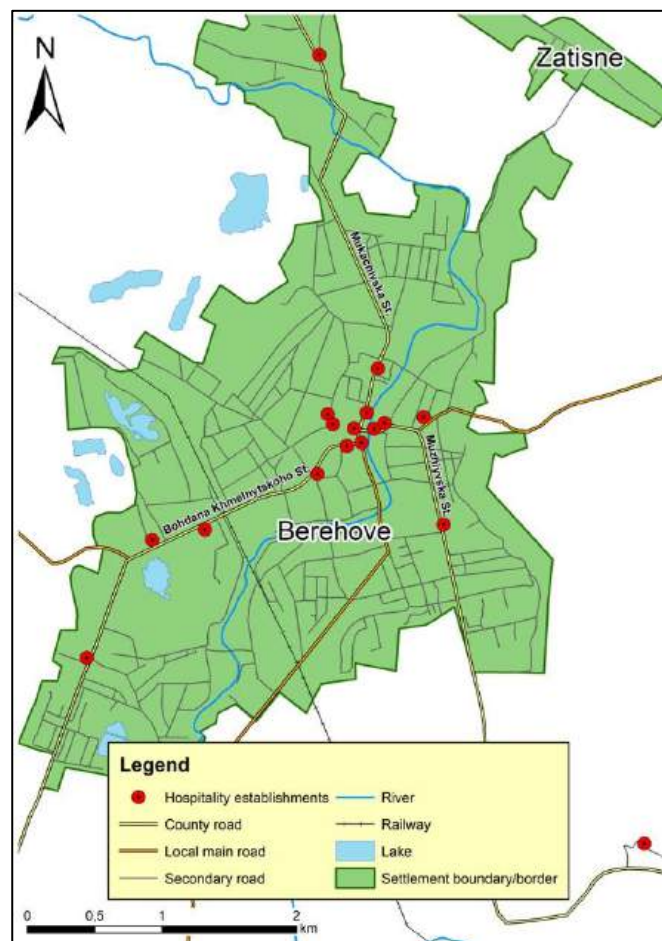 N
Zatisne
Mukachivska St.
Bohdana Khmelnytskoho St.
Muzhiyvska St.
Berehove
Legend
Hospitality establishments
River
County road
Railway
Local main road
Lake
Secondary road
Settlement boundary/border
0 0,5 1 2
km